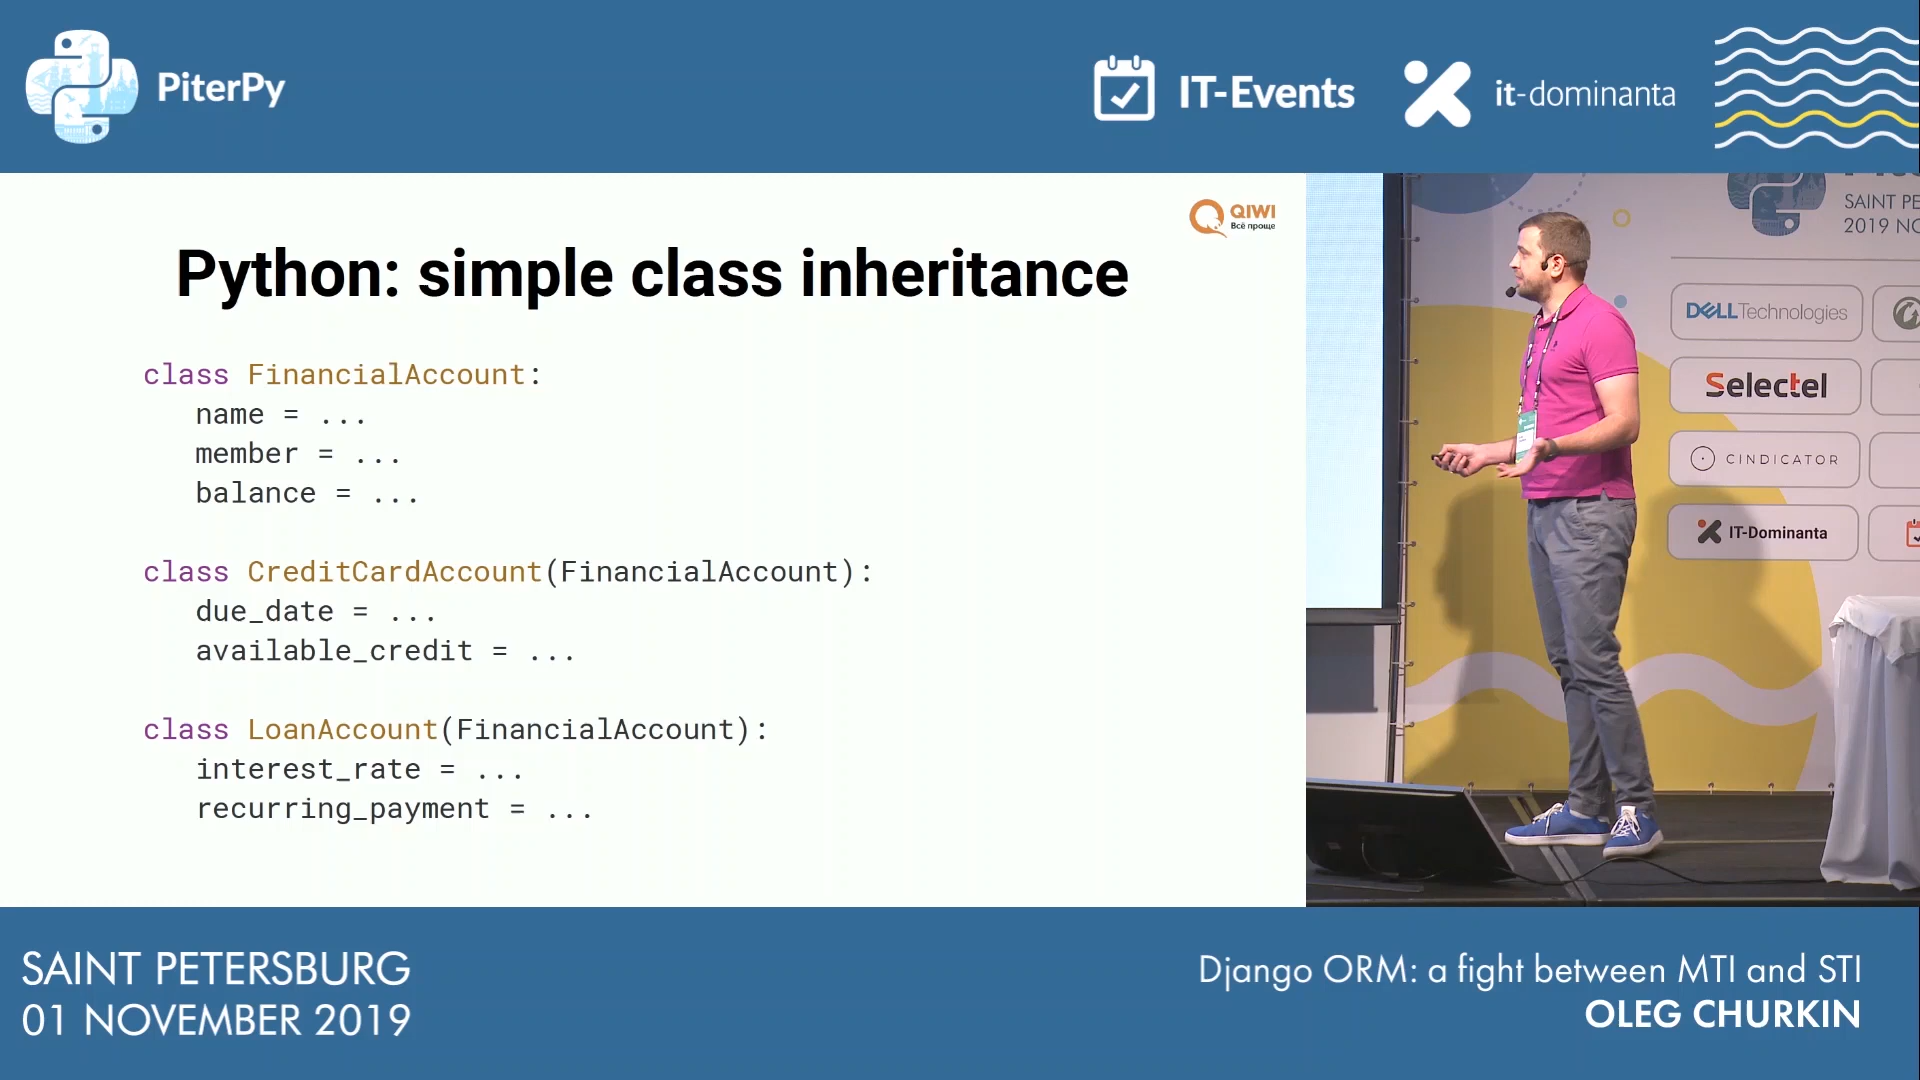 PiterPy
IT-Events
it-dominanta
QIWI
Всё проще
Python: simple class inheritance
class FinancialAccount:
name = ...
member = ...
balance = ...
class CreditCardAccount(FinancialAccount):
due_date = ...
available_credit = ...
class LoanAccount(FinancialAccount):
interest_rate = ...
recurring_payment = ...
SAINT PE
2019 NO
DELLTechnologies
Selectel
CINDICATOR
IT-Dominanta
SAINT PETERSBURG
01 NOVEMBER 2019
Django ORM: a fight between MTI and STI
OLEG CHURKIN